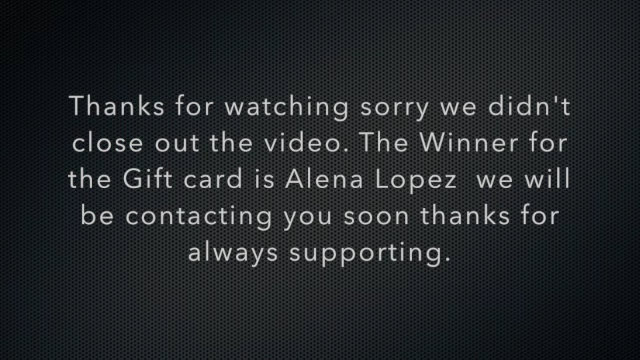 Thanks for watching sorry we didn't
close out the video. The Winner for
the Gift card is Alena Lopez  we will
be contacting you soon thanks for
always supporting.